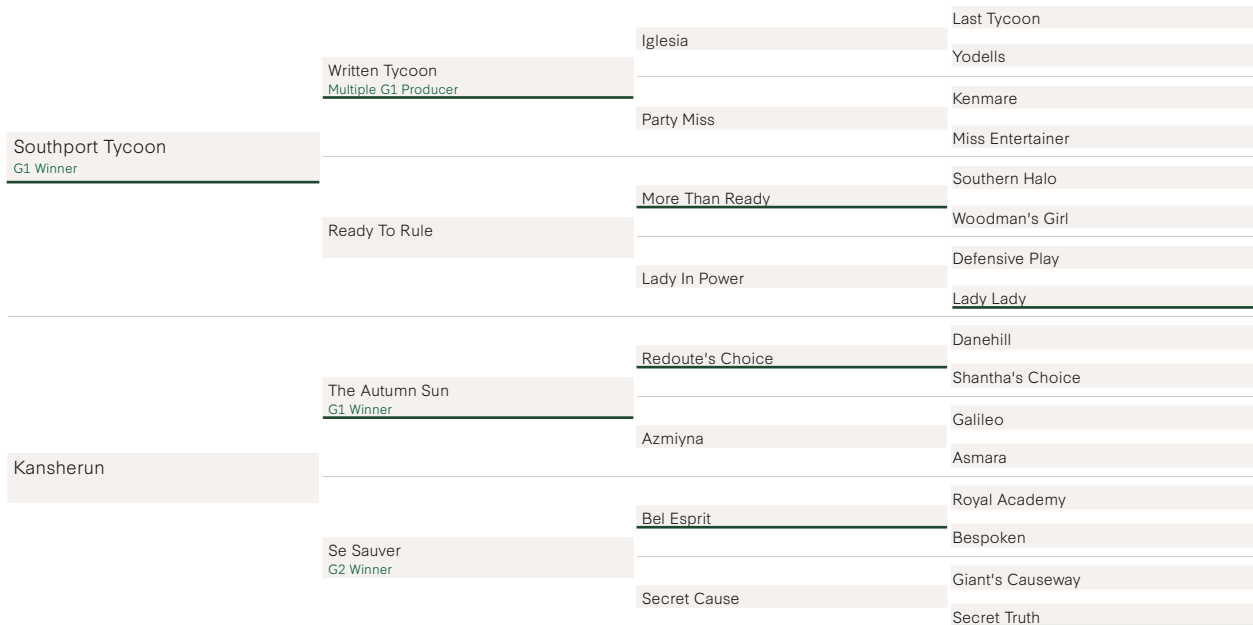 Southport Tycoon
G1 Winner
Kansherun
Written Tycoon
Multiple G1 Producer
Ready To Rule
The Autumn Sun
G1 Winner
Se Sauver
G2 Winner
Iglesia
Party Miss
More Than Ready
Lady In Power
Redoute's Choice
Azmiyna
Bel Esprit
Secret Cause
Last Tycoon
Yodells
Kenmare
Miss Entertainer
Southern Halo
Woodman's Girl
Defensive Play
Lady Lady
Danehill
Shantha's Choice
Galileo
Asmara
Royal Academy
Bespoken
Giant's Causeway
Secret Truth